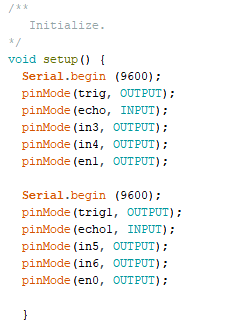 /**
   Initialize.
*/
void setup() {
  Serial.begin (9600);
  pinMode(trig, OUTPUT);
  pinMode(echo, INPUT);
  pinMode(in3, OUTPUT);
  pinMode(in4, OUTPUT);
  pinMode(en1, OUTPUT);

  Serial.begin (9600);
  pinMode(trig1, OUTPUT);
  pinMode(echo1, INPUT);
  pinMode(in5, OUTPUT);
  pinMode(in6, OUTPUT);
  pinMode(en0, OUTPUT);

  }